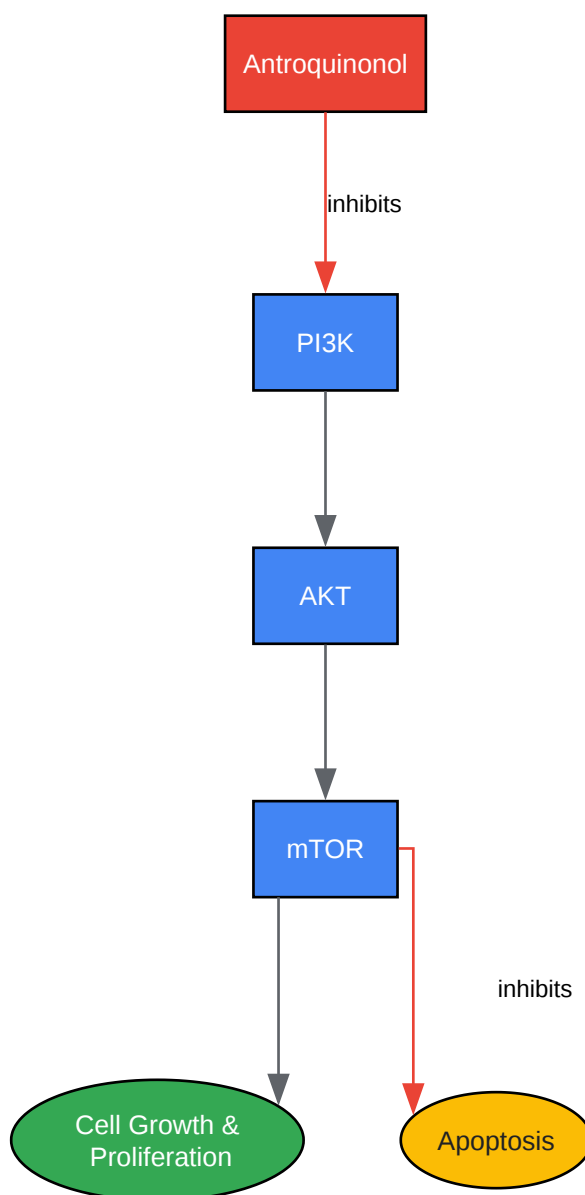 Antroquinonol
inhibits
PI3K
AKT
mTOR
inhibits
Cell Growth &
Proliferation
Apoptosis